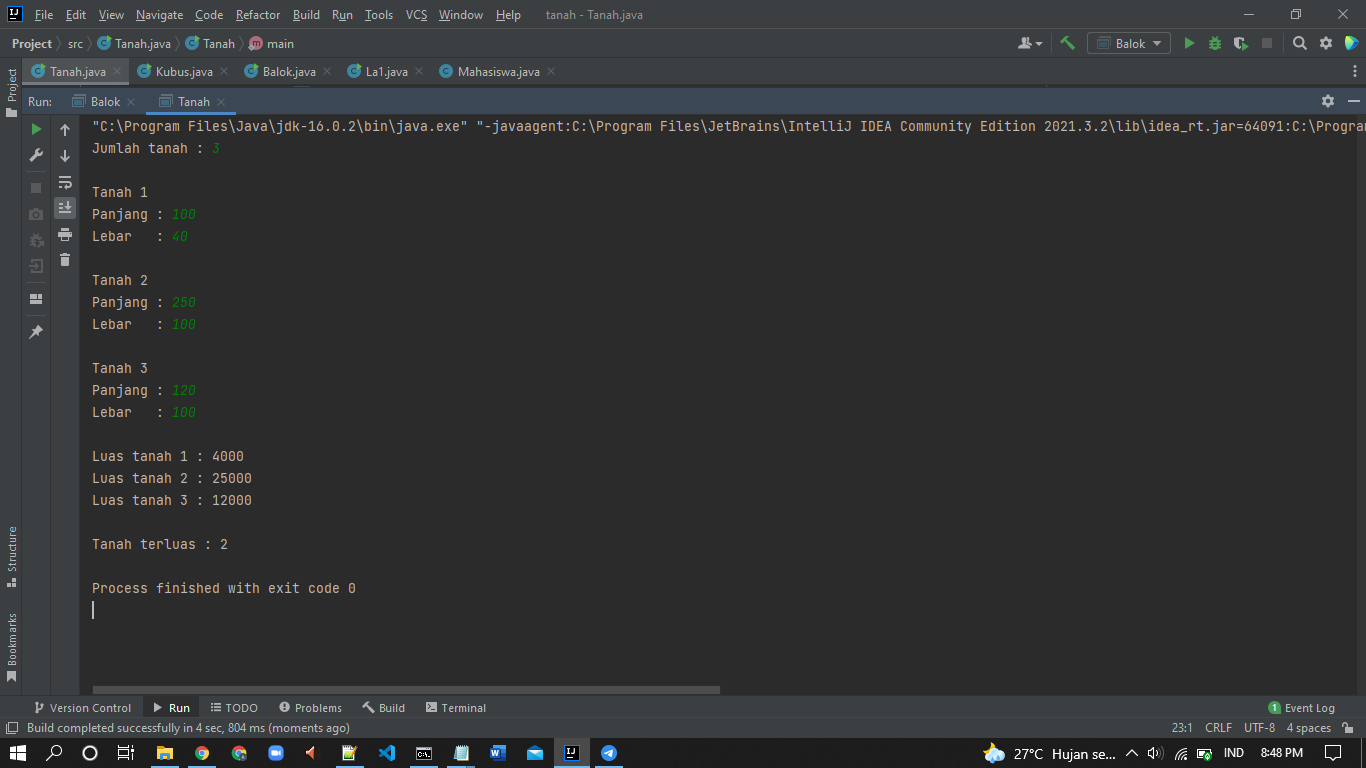 File Edit View Navigate Code Refactor Build Run Tools VCS Window Help tanah - Tanah.java
Project src Tanah.java Tanah main Balok
Tanah.java Kubus.java Balok.java La1.java Mahasiswa.java
Run: Balok Tanah
"C:\Program Files\Java\jdk-16.0.2\bin\java.exe" "-javaagent:C:\Program Files\JetBrains\IntelliJ IDEA Community Edition 2021.3.2\lib\idea_rt.jar=64091:C:\Program
Jumlah tanah : 3
Tanah 1
Panjang : 100
Lebar   : 40
Tanah 2
Panjang : 250
Lebar   : 100
Tanah 3
Panjang : 120
Lebar   : 100
Luas tanah 1 : 4000
Luas tanah 2 : 25000
Luas tanah 3 : 12000
Tanah terluas : 2
Process finished with exit code 0
Project
Structure
Bookmarks
Version Control Run TODO Problems Build Terminal 1 Event Log
Build completed successfully in 4 sec, 804 ms (moments ago) 23:1 CRLF UTF-8 4 spaces
27°C Hujan se... IND 8:48 PM